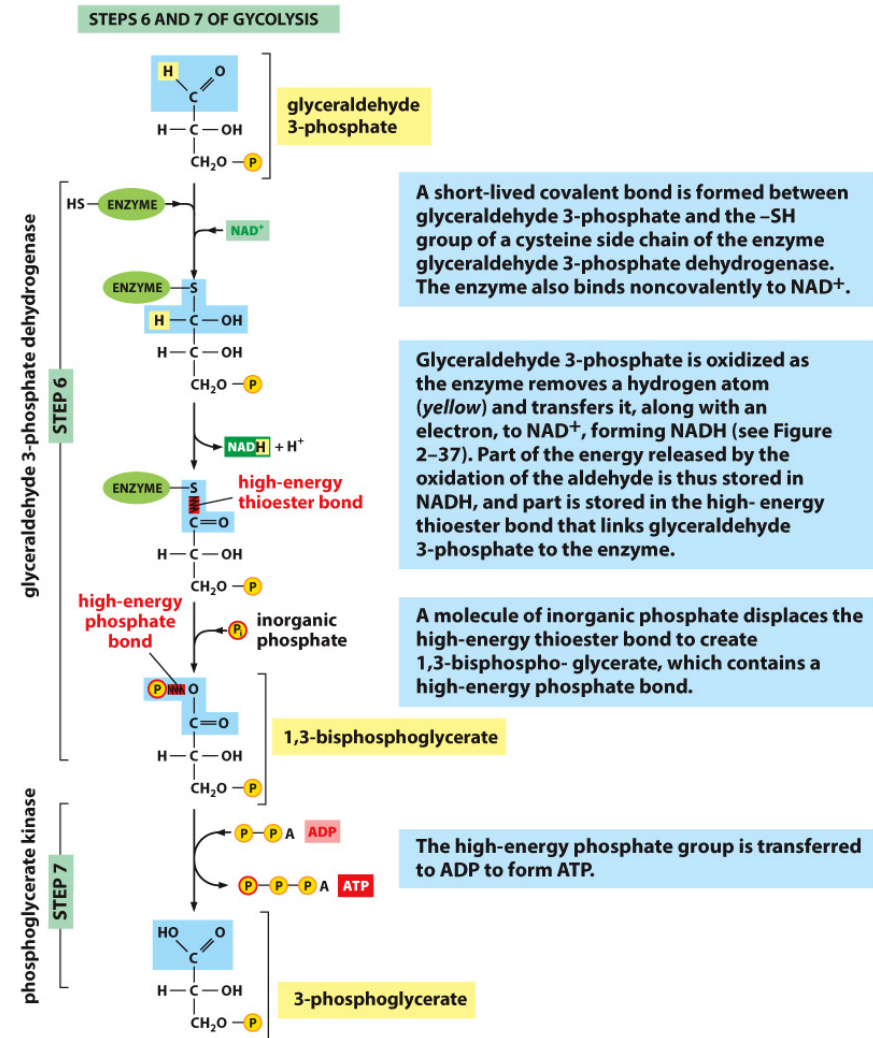 STEPS 6 AND 7 OF GYCOLYSIS
H O
C
glyceraldehyde
3-phosphate
H—C—OH
CH₂O—P
glyceraldehyde 3-phosphate dehydrogenase
STEP 6
HS—ENZYME
NAD⁺
A short-lived covalent bond is formed between
glyceraldehyde 3-phosphate and the –SH
group of a cysteine side chain of the enzyme
glyceraldehyde 3-phosphate dehydrogenase.
The enzyme also binds noncovalently to NAD+.
ENZYME—S
H—C—OH
H—C—OH
CH₂O—P
NADH + H⁺
Glyceraldehyde 3-phosphate is oxidized as
the enzyme removes a hydrogen atom
(yellow) and transfers it, along with an
electron, to NAD+, forming NADH (see Figure
2–37). Part of the energy released by the
oxidation of the aldehyde is thus stored in
NADH, and part is stored in the high- energy
thioester bond that links glyceraldehyde
3-phosphate to the enzyme.
ENZYME—S
high-energy
thioester bond
C=O
H—C—OH
CH₂O—P
high-energy
phosphate
bond
Pi
inorganic
phosphate
A molecule of inorganic phosphate displaces the
high-energy thioester bond to create
1,3-bisphospho- glycerate, which contains a
high-energy phosphate bond.
P O
C=O
1,3-bisphosphoglycerate
H—C—OH
CH₂O—P
phosphoglycerate kinase
STEP 7
P—P A ADP
P—P—P A ATP
The high-energy phosphate group is transferred
to ADP to form ATP.
HO O
C
H—C—OH
3-phosphoglycerate
CH₂O—P